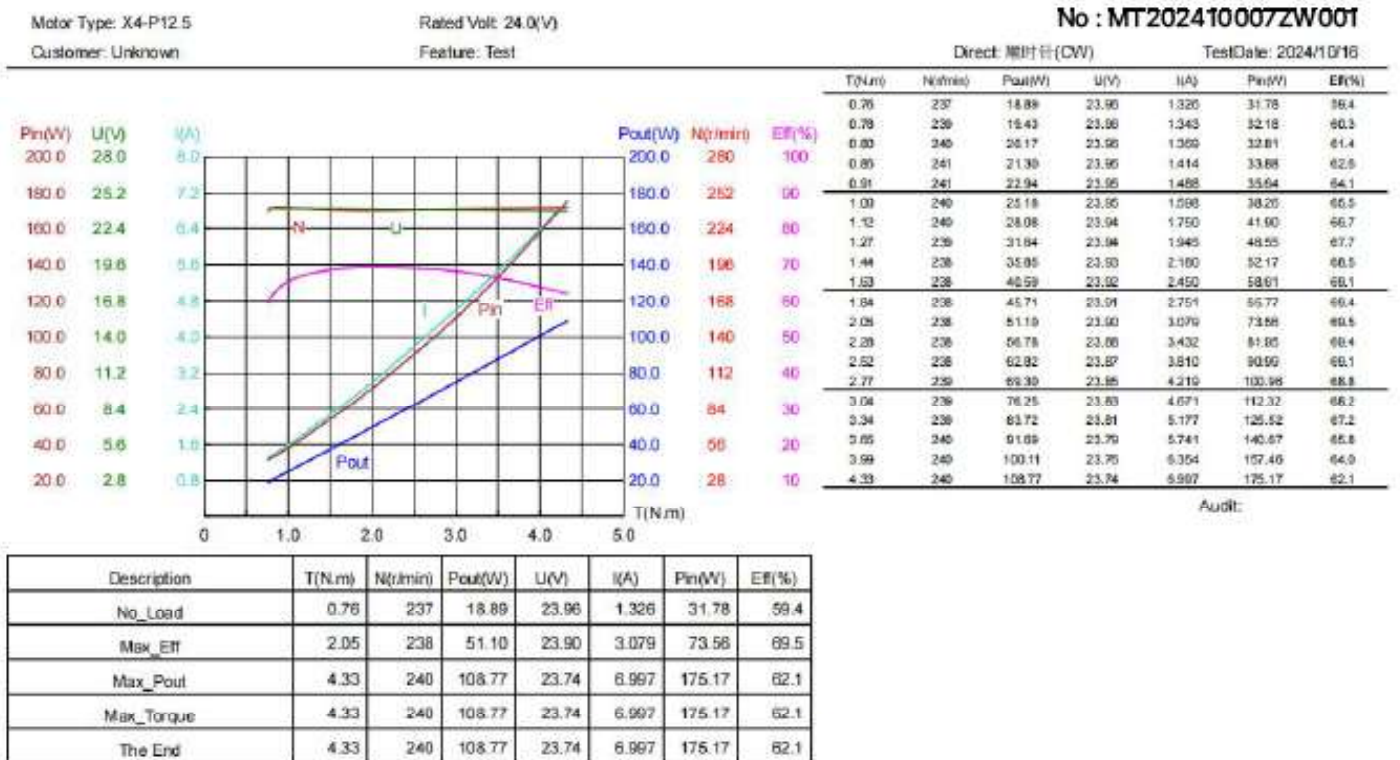 No : MT202410007ZW001
Motor Type: X4-P12.5 Rated Volt: 24.0(V)
Customer: Unknown Feature: Test Direct: 顺时针(CW) TestDate: 2024/10/16
Pin(W) U(V) I(A) Pout(W) N(r/min) Eff(%)
200.0 28.0 8.0 200.0 280 100
180.0 25.2 7.2 180.0 252 90
160.0 22.4 6.4 N U 160.0 224 80
140.0 19.6 5.6 140.0 196 70
120.0 16.8 4.8 I Pin Eff 120.0 168 60
100.0 14.0 4.0 100.0 140 50
80.0 11.2 3.2 80.0 112 40
60.0 8.4 2.4 60.0 84 30
40.0 5.6 1.6 Pout 40.0 56 20
20.0 2.8 0.8 20.0 28 10
T(N.m)
0 1.0 2.0 3.0 4.0 5.0
T(N.m) N(r/min) Pout(W) U(V) I(A) Pin(W) Eff(%)
0.76 237 18.89 23.96 1.326 31.78 59.4
0.78 239 19.43 23.96 1.343 32.18 60.3
0.80 240 20.17 23.96 1.369 32.81 61.4
0.85 241 21.30 23.96 1.414 33.88
0.91 241 22.94 23.95 1.488 35.64
1.00 240 25.18 23.95 1.598 38.26
1.12 240 28.08 23.94 1.750 41.90 66.7
1.27 239 31.84 23.94 1.945 67.7
1.44 238 35.85 23.93 2.180 52.17 68.5
1.63 238 40.59 23.92 2.450 58.61 69.1
1.84 238 45.71 23.91 2.751 65.77 69.4
2.05 238 51.10 23.90 3.079 73.56 69.5
2.28 238 56.78 23.88 3.432 81.95 69.4
2.52 238 62.82 23.87 3.810 90.99 69.1
2.77 239 69.30 23.85 4.219 100.98 68.8
3.04 239 76.25 23.83 4.671 112.32 68.2
3.34 239 83.72 23.81 5.177 125.52 67.2
3.65 240 91.69 23.79 5.741 140.67 65.8
3.99 240 100.11 23.76 6.354 157.46 64.0
4.33 240 108.77 23.74 6.997 175.17 62.1
Audit:
Description T(N.m) N(r/min) Pout(W) U(V) I(A) Pin(W) Eff(%)
No_Load 0.76 237 18.89 23.96 1.326 31.78 59.4
Max_Eff 2.05 238 51.10 23.90 3.079 73.56 69.5
Max_Pout 4.33 240 108.77 23.74 6.997 175.17 62.1
Max_Torque 4.33 240 108.77 23.74 6.997 175.17 62.1
The End 4.33 240 108.77 23.74 6.997 175.17 62.1